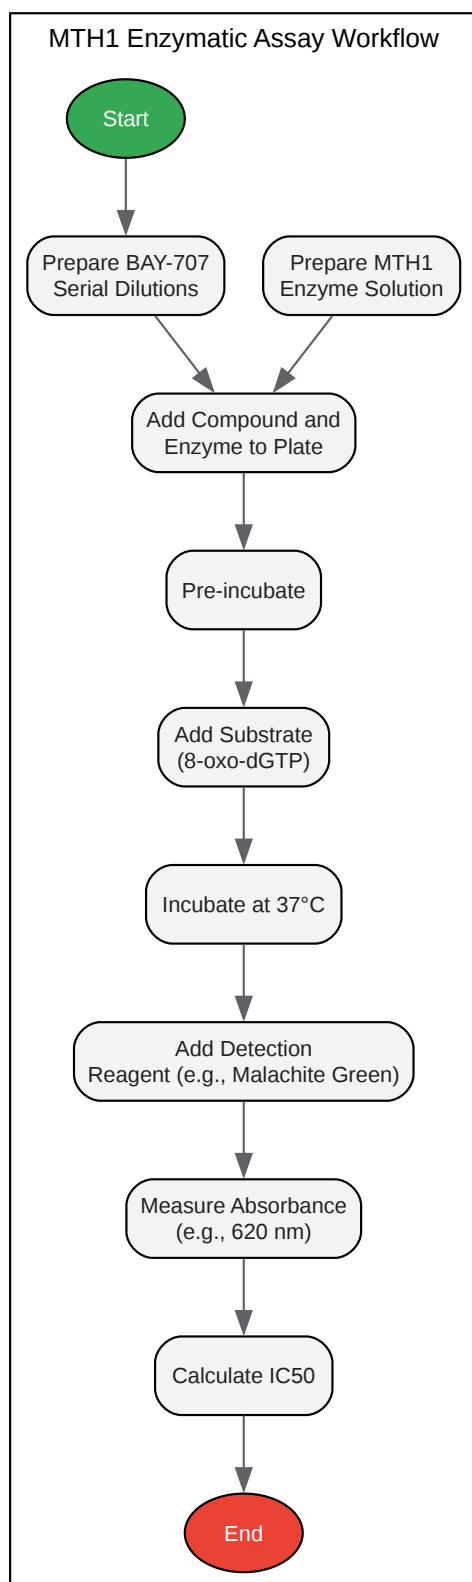 MTH1 Enzymatic Assay Workflow
Start
Prepare BAY-707
Serial Dilutions
Prepare MTH1
Enzyme Solution
Add Compound and
Enzyme to Plate
Pre-incubate
Add Substrate
(8-oxo-dGTP)
Incubate at 37°C
Add Detection
Reagent (e.g., Malachite Green)
Measure Absorbance
(e.g., 620 nm)
Calculate IC50
End